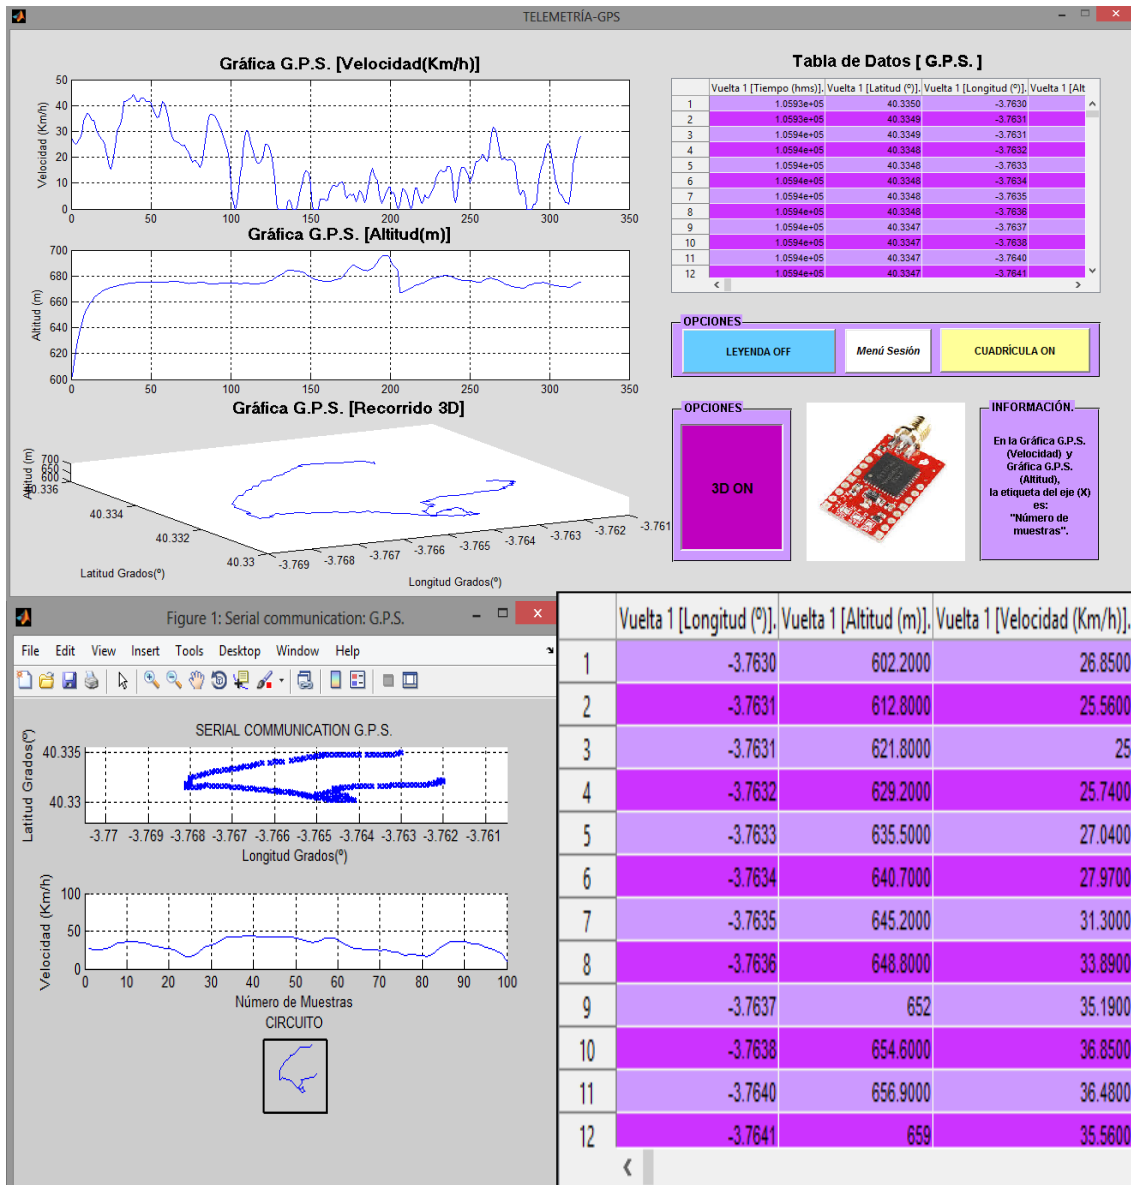 TELEMETRÍA-GPS
Gráfica G.P.S. [Velocidad(Km/h)]
Velocidad (Km/h)
50
40
30
20
10
0
0 50 100 150 200 250 300 350
Gráfica G.P.S. [Altitud(m)]
Altitud (m)
700
680
660
640
620
600
0 50 100 150 200 250 300 350
Gráfica G.P.S. [Recorrido 3D]
Altitud (m)
700
650
600
40.336
40.334
40.332
40.33
Latitud Grados(º)
-3.769 -3.768 -3.767 -3.766 -3.765 -3.764 -3.763 -3.762 -3.761
Longitud Grados(º)
Tabla de Datos [ G.P.S. ]
Vuelta 1 [Tiempo (hms)]. Vuelta 1 [Latitud (º)]. Vuelta 1 [Longitud (º)]. Vuelta 1 [Alt
1 1.0593e+05 40.3350 -3.7630
2 1.0593e+05 40.3349 -3.7631
3 1.0594e+05 40.3349 -3.7631
4 1.0594e+05 40.3348 -3.7632
5 1.0594e+05 40.3348 -3.7633
6 1.0594e+05 40.3348 -3.7634
7 1.0594e+05 40.3348 -3.7635
8 1.0594e+05 40.3348 -3.7636
9 1.0594e+05 40.3347 -3.7637
10 1.0594e+05 40.3347 -3.7638
11 1.0594e+05 40.3347 -3.7640
12 1.0594e+05 40.3347 -3.7641
OPCIONES
LEYENDA OFF
Menú Sesión
CUADRÍCULA ON
OPCIONES
3D ON
INFORMACIÓN.
En la Gráfica G.P.S.
(Velocidad) y
Gráfica G.P.S.
(Altitud),
la etiqueta del eje (X)
es:
"Número de
muestras".
Figure 1: Serial communication: G.P.S.
File Edit View Insert Tools Desktop Window Help
SERIAL COMMUNICATION G.P.S.
Latitud Grados(º)
40.335
40.33
-3.77 -3.769 -3.768 -3.767 -3.766 -3.765 -3.764 -3.763 -3.762 -3.761
Longitud Grados(º)
Velocidad (Km/h)
100
50
0
0 10 20 30 40 50 60 70 80 90 100
Número de Muestras
CIRCUITO
Vuelta 1 [Longitud (º)]. Vuelta 1 [Altitud (m)]. Vuelta 1 [Velocidad (Km/h)].
1 -3.7630 602.2000 26.8500
2 -3.7631 612.8000 25.5600
3 -3.7631 621.8000 25
4 -3.7632 629.2000 25.7400
5 -3.7633 635.5000 27.0400
6 -3.7634 640.7000 27.9700
7 -3.7635 645.2000 31.3000
8 -3.7636 648.8000 33.8900
9 -3.7637 652 35.1900
10 -3.7638 654.6000 36.8500
11 -3.7640 656.9000 36.4800
12 -3.7641 659 35.5600